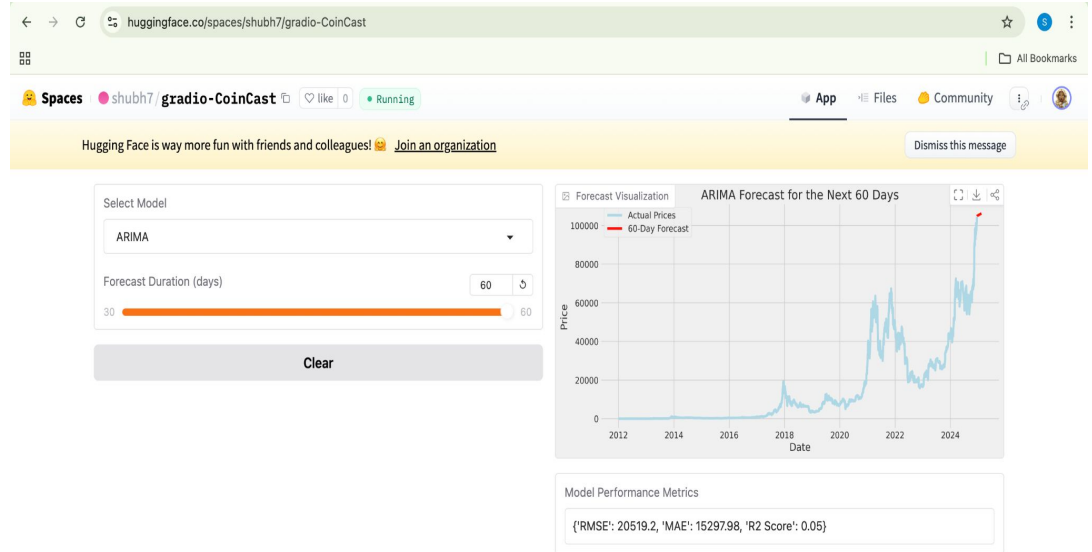 huggingface.co/spaces/shubh7/gradio-CoinCast
S
All Bookmarks
Spaces shubh7/gradio-CoinCast like 0 Running App Files Community
Hugging Face is way more fun with friends and colleagues! Join an organization Dismiss this message
Select Model
ARIMA
Forecast Duration (days) 60
30 60
Clear
Forecast Visualization
ARIMA Forecast for the Next 60 Days
Actual Prices
60-Day Forecast
100000
80000
60000
40000
20000
0
Price
2012 2014 2016 2018 2020 2022 2024
Date
Model Performance Metrics
{'RMSE': 20519.2, 'MAE': 15297.98, 'R2 Score': 0.05}